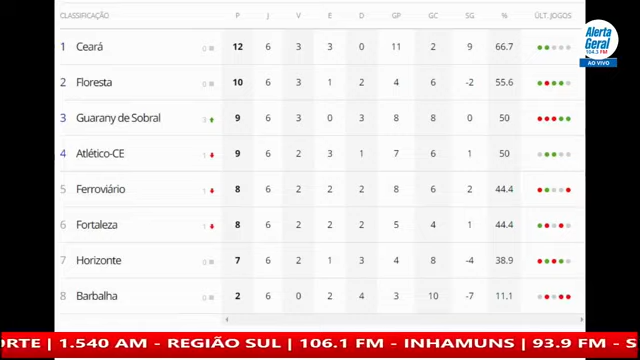 CLASSIFICAÇÃO P J V E D GP GC SG % ÚLT. JOGOS
1 Ceará 0 12 6 3 3 0 11 2 9 66.7
2 Floresta 0 10 6 3 1 2 4 6 -2 55.6
3 Guarany de Sobral 3 9 6 3 0 3 8 8 0 50
4 Atlético-CE 1 9 6 2 3 1 7 6 1 50
5 Ferroviário 1 8 6 2 2 2 8 6 2 44.4
6 Fortaleza 1 8 6 2 2 2 5 4 1 44.4
7 Horizonte 0 7 6 2 1 3 4 8 -4 38.9
8 Barbalha 0 2 6 0 2 4 3 10 -7 11.1
Alerta
Geral
104.3 FM
AO VIVO
ORTE | 1.540 AM - REGIÃO SUL | 106.1 FM - INHAMUNS | 93.9 FM - S